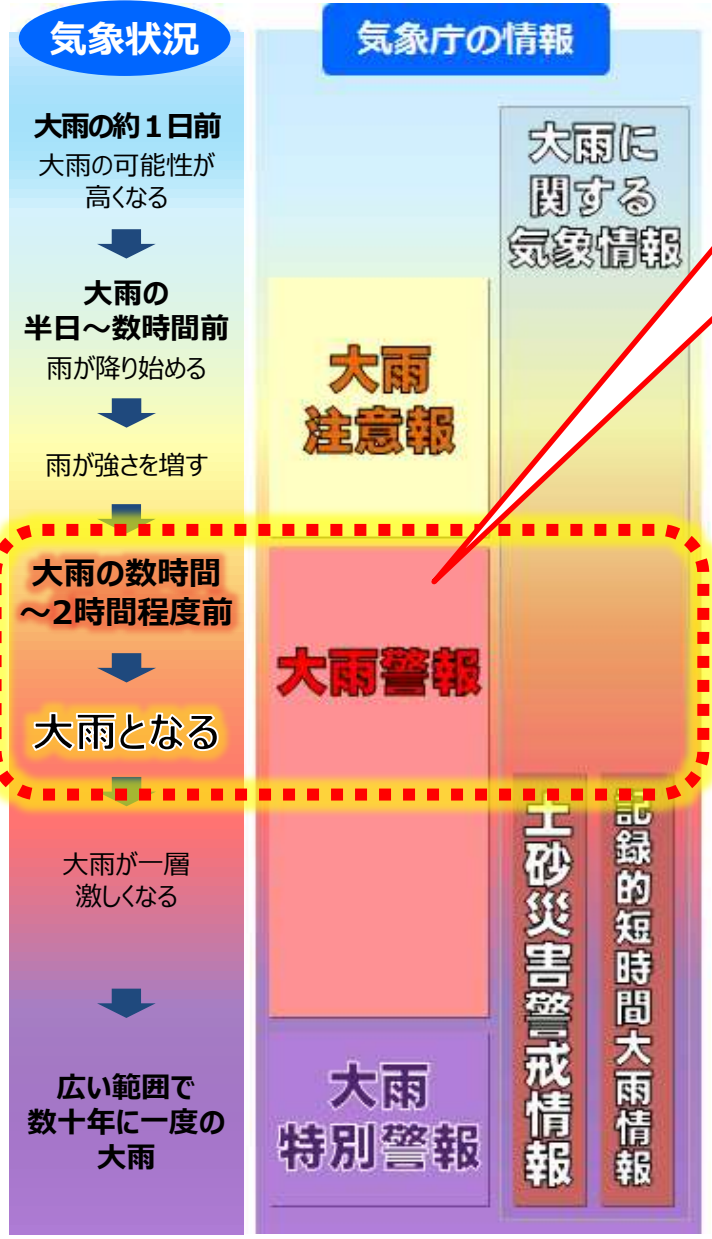 気象状況
大雨の約１日前
大雨の可能性が
高くなる
大雨の
半日～数時間前
雨が降り始める
雨が強さを増す
大雨の数時間
～2時間程度前
大雨となる
大雨が一層
激しくなる
広い範囲で
数十年に一度の
大雨
気象庁の情報
大雨に
関する
気象情報
大雨
注意報
大雨警報
大雨
特別警報
土砂災害警戒情報
記録的短時間大雨情報